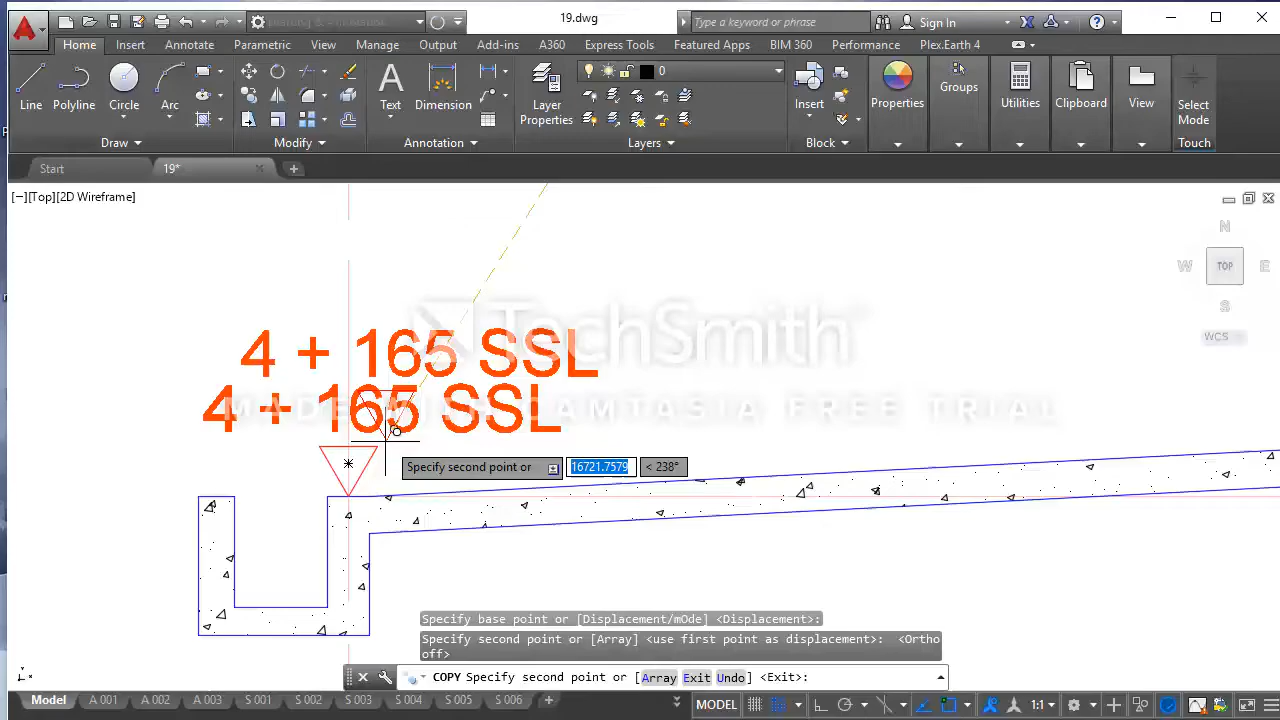 19.dwg
Type a keyword or phrase
Sign In
Home Insert Annotate Parametric View Manage Output Add-ins A360 Express Tools Featured Apps BIM 360 Performance Plex.Earth 4
0
Line Polyline Circle Arc
Text Dimension
Layer
Properties
Insert
Properties Groups Utilities Clipboard View
Select
Mode
Draw Modify Annotation Layers Block Touch
Start 19*
[−][Top][2D Wireframe]
N
W TOP E
S
WCS
TechSmith
4 + 165 SSL
4 + 165 SSL
MADE WITH CAMTASIA FREE TRIAL
Specify second point or 16721.7579 < 238°
Specify base point or [Displacement/mOde] <Displacement>:
Specify second point or [Array] <use first point as displacement>: <Ortho
off>
COPY Specify second point or [Array Exit Undo] <Exit>:
Model A 001 A 002 A 003 S 001 S 002 S 003 S 004 S 005 S 006
MODEL 1:1